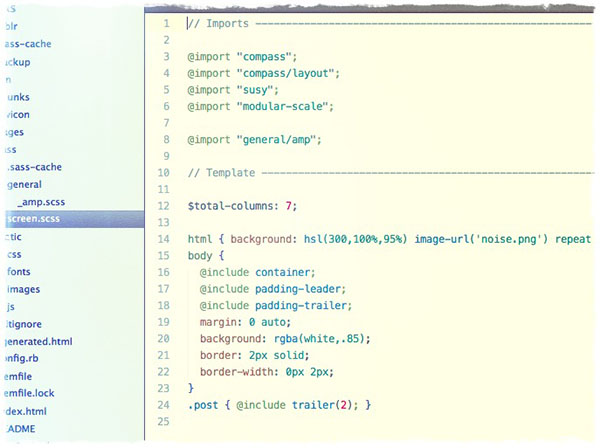 ks
blr
ass-cache
ckup
n
unks
vicon
ages
ss
.sass-cache
general
_amp.scss
screen.scss
ctic
css
fonts
images
js
itignore
generated.html
onfig.rb
emfile
emfile.lock
ndex.html
EADME
1 // Imports
2
3 @import "compass";
4 @import "compass/layout";
5 @import "susy";
6 @import "modular-scale";
7
8 @import "general/amp";
9
10 // Template
11
12 $total-columns: 7;
13
14 html { background: hsl(300,100%,95%) image-url('noise.png') repeat
15 body {
16 @include container;
17 @include padding-leader;
18 @include padding-trailer;
19 margin: 0 auto;
20 background: rgba(white,.85);
21 border: 2px solid;
22 border-width: 0px 2px;
23 }
24 .post { @include trailer(2); }
25